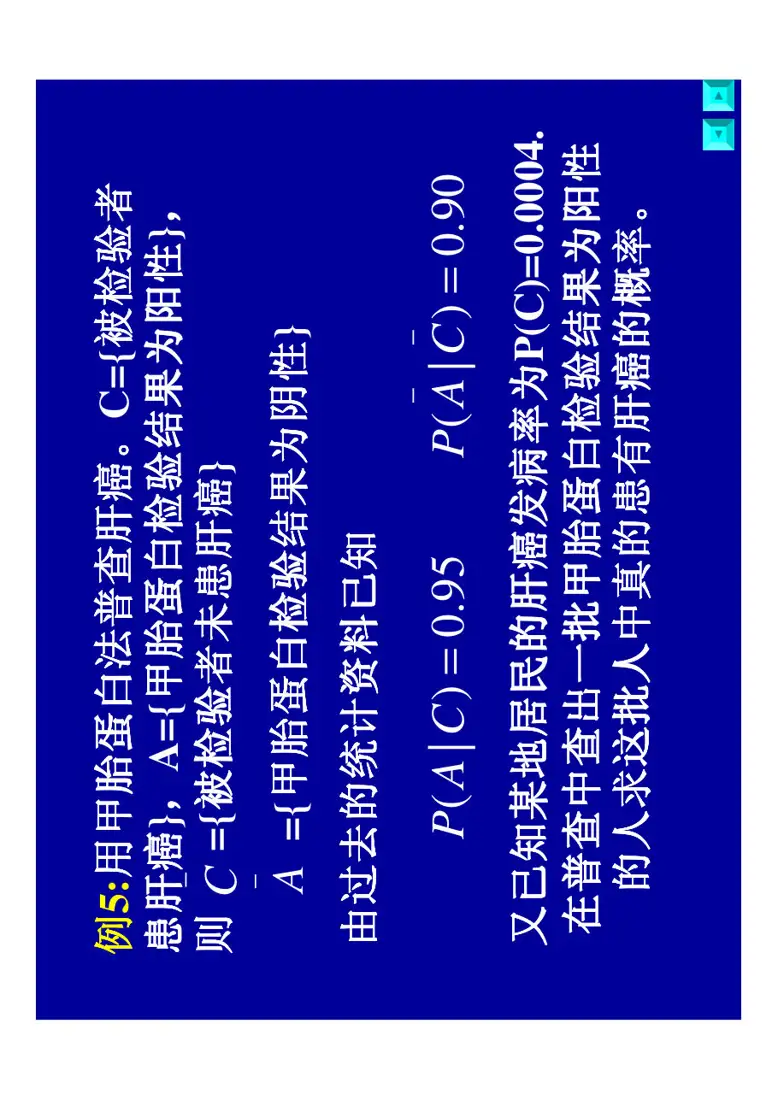 例5:用甲胎蛋白法普查肝癌。C={被检验者
患肝癌}，A={甲胎蛋白检验结果为阳性}，
则 C̄ ={被检验者未患肝癌}
Ā ={甲胎蛋白检验结果为阴性}
由过去的统计资料已知
P(A|C) = 0.95 P(Ā|C̄) = 0.90
又已知某地居民的肝癌发病率为P(C)=0.0004.
在普查中查出一批甲胎蛋白检验结果为阳性
的人求这批人中真的患有肝癌的概率。